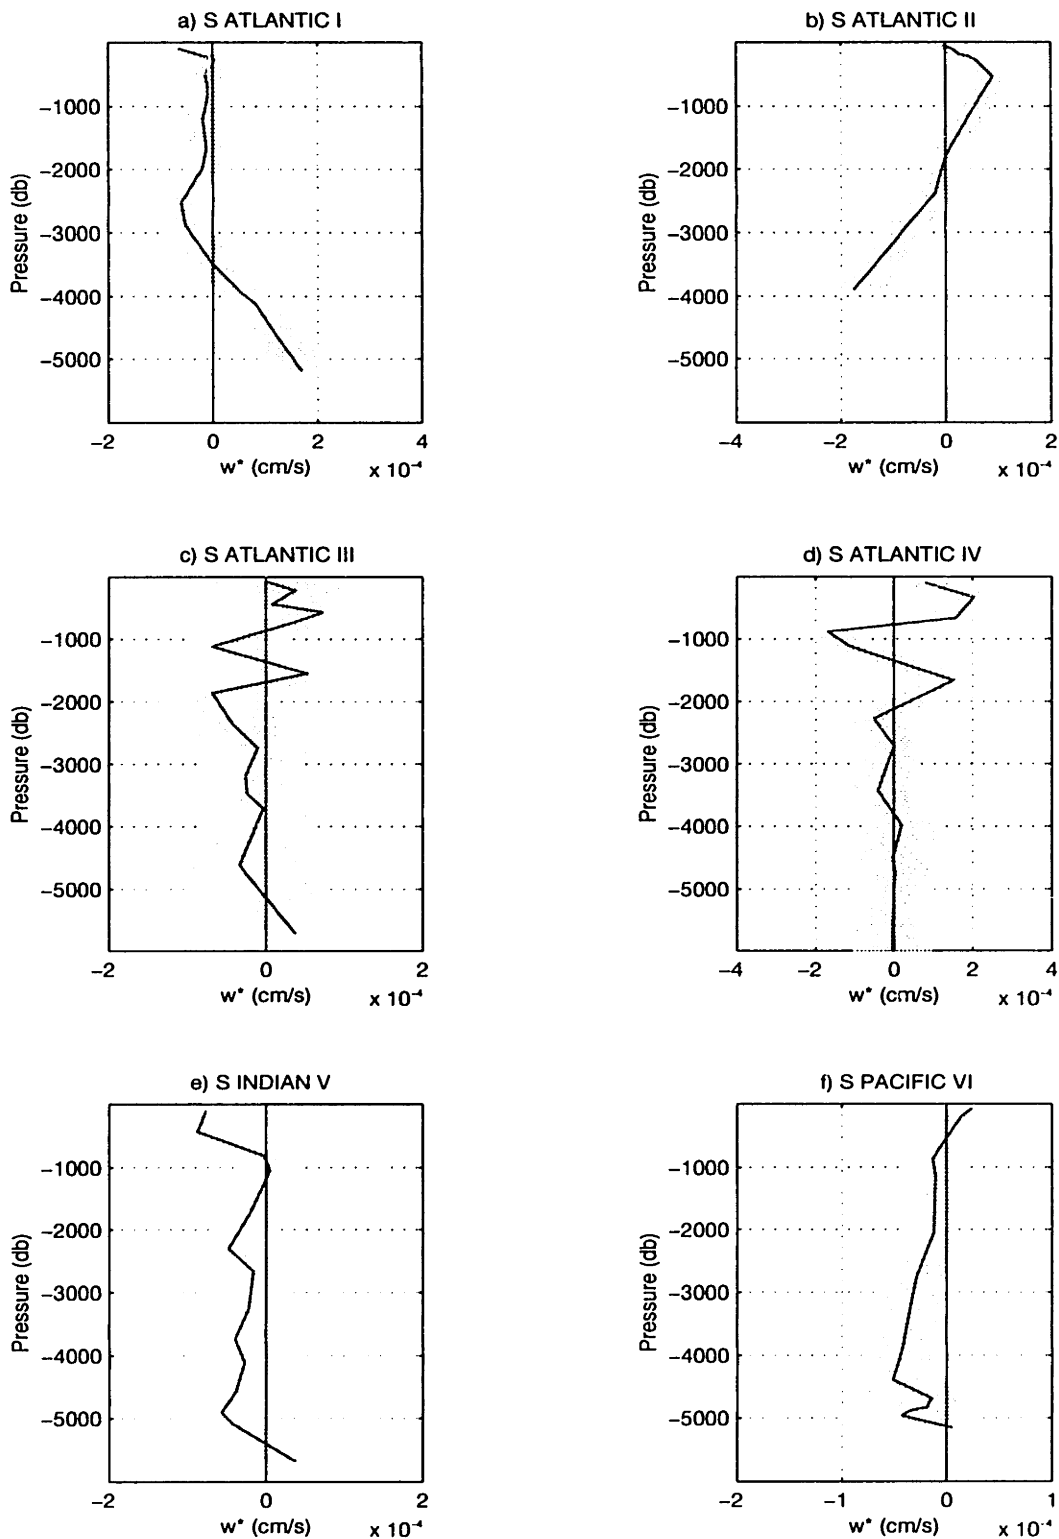 a) S ATLANTIC I
Pressure (db)
−1000
−2000
−3000
−4000
−5000
−2 0 2 4
w* (cm/s) x 10⁻⁴
b) S ATLANTIC II
Pressure (db)
−1000
−2000
−3000
−4000
−5000
−4 −2 0 2
w* (cm/s) x 10⁻⁴
c) S ATLANTIC III
Pressure (db)
−1000
−2000
−3000
−4000
−5000
−2 0 2
w* (cm/s) x 10⁻⁴
d) S ATLANTIC IV
Pressure (db)
−1000
−2000
−3000
−4000
−5000
−4 −2 0 2 4
w* (cm/s) x 10⁻⁴
e) S INDIAN V
Pressure (db)
−1000
−2000
−3000
−4000
−5000
−2 0 2
w* (cm/s) x 10⁻⁴
f) S PACIFIC VI
Pressure (db)
−1000
−2000
−3000
−4000
−5000
−2 −1 0 1
w* (cm/s) x 10⁻⁴